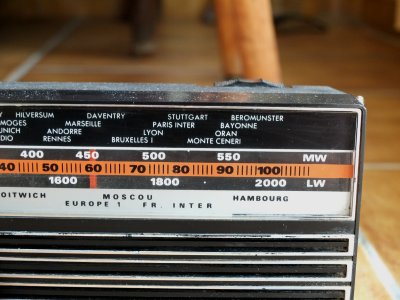 HILVERSUM DAVENTRY STUTTGART BEROMUNSTER
MOGES MARSEILLE PARIS INTER BAYONNE
UNICH ANDORRE LYON ORAN
DIO RENNES BRUXELLES I MONTE CENERI
400 450 500 550 MW
40 50 60 70 80 90 100
1600 1800 2000 LW
OITWICH MOSCOU HAMBOURG
EUROPE 1 FR. INTER